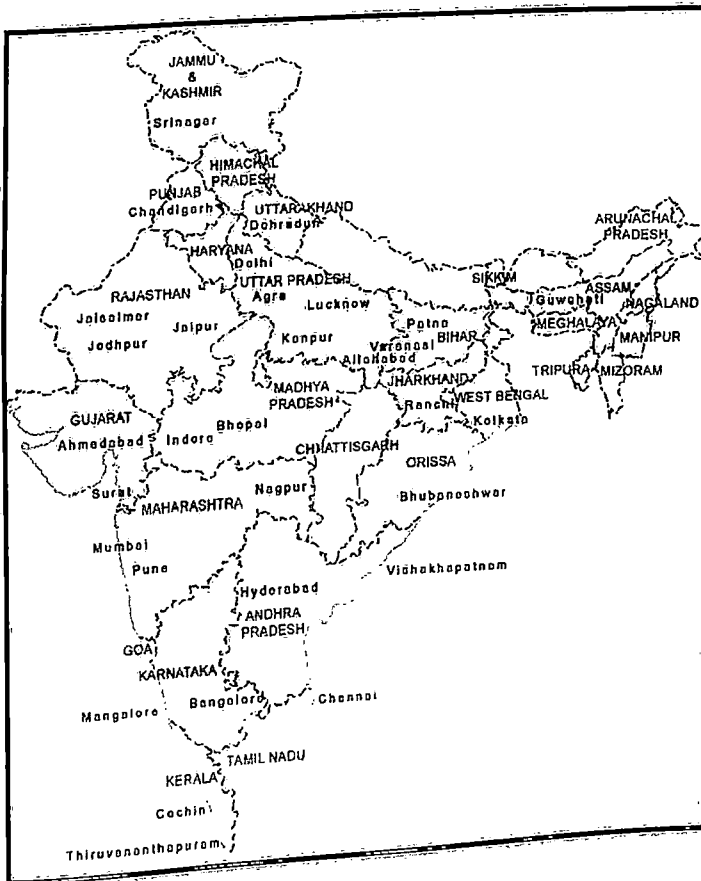 JAMMU
&
KASHMIR
Srinagar
HIMACHAL
PRADESH
PUNJAB
Chandigarh
UTTARAKHAND
Dehradun
ARUNACHAL
PRADESH
HARYANA
Delhi
UTTAR PRADESH
Agra
Lucknow
SIKKIM
ASSAM
Guwahati
NAGALAND
RAJASTHAN
Jaisalmer
Jaipur
Jodhpur
Kanpur
Patna
BIHAR
Varanasi
Allahabad
MEGHALAYA
MANIPUR
TRIPURA
MIZORAM
MADHYA
PRADESH
JHARKHAND
Ranchi
WEST BENGAL
Kolkata
GUJARAT
Ahmedabad
Indore
Bhopal
CHHATTISGARH
ORISSA
Surat
MAHARASHTRA
Nagpur
Bhubaneshwar
Mumbai
Pune
Vishakhapatnam
Hyderabad
ANDHRA
PRADESH
GOA
KARNATAKA
Mangalore
Bangalore
Chennai
TAMIL NADU
KERALA
Cochin
Thiruvananthapuram